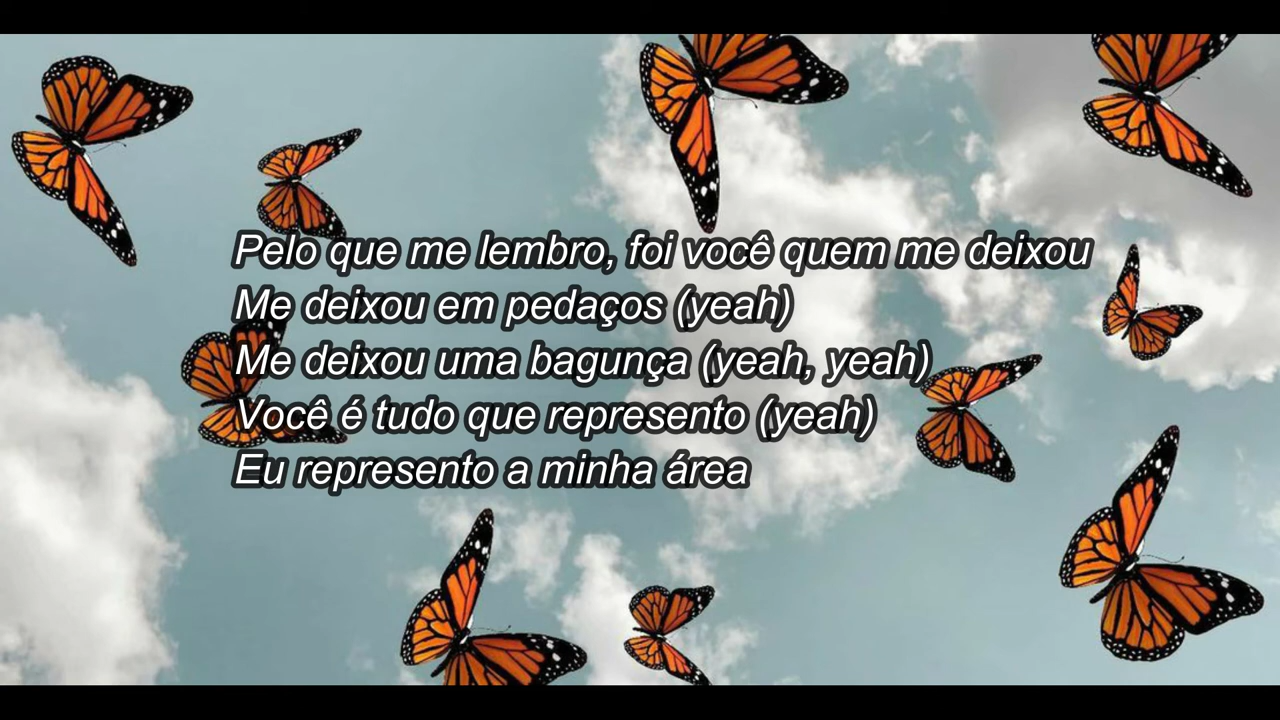 Pelo que me lembro, foi você quem me deixou
Me deixou em pedaços (yeah)
Me deixou uma bagunça (yeah, yeah)
Você é tudo que represento (yeah)
Eu represento a minha área